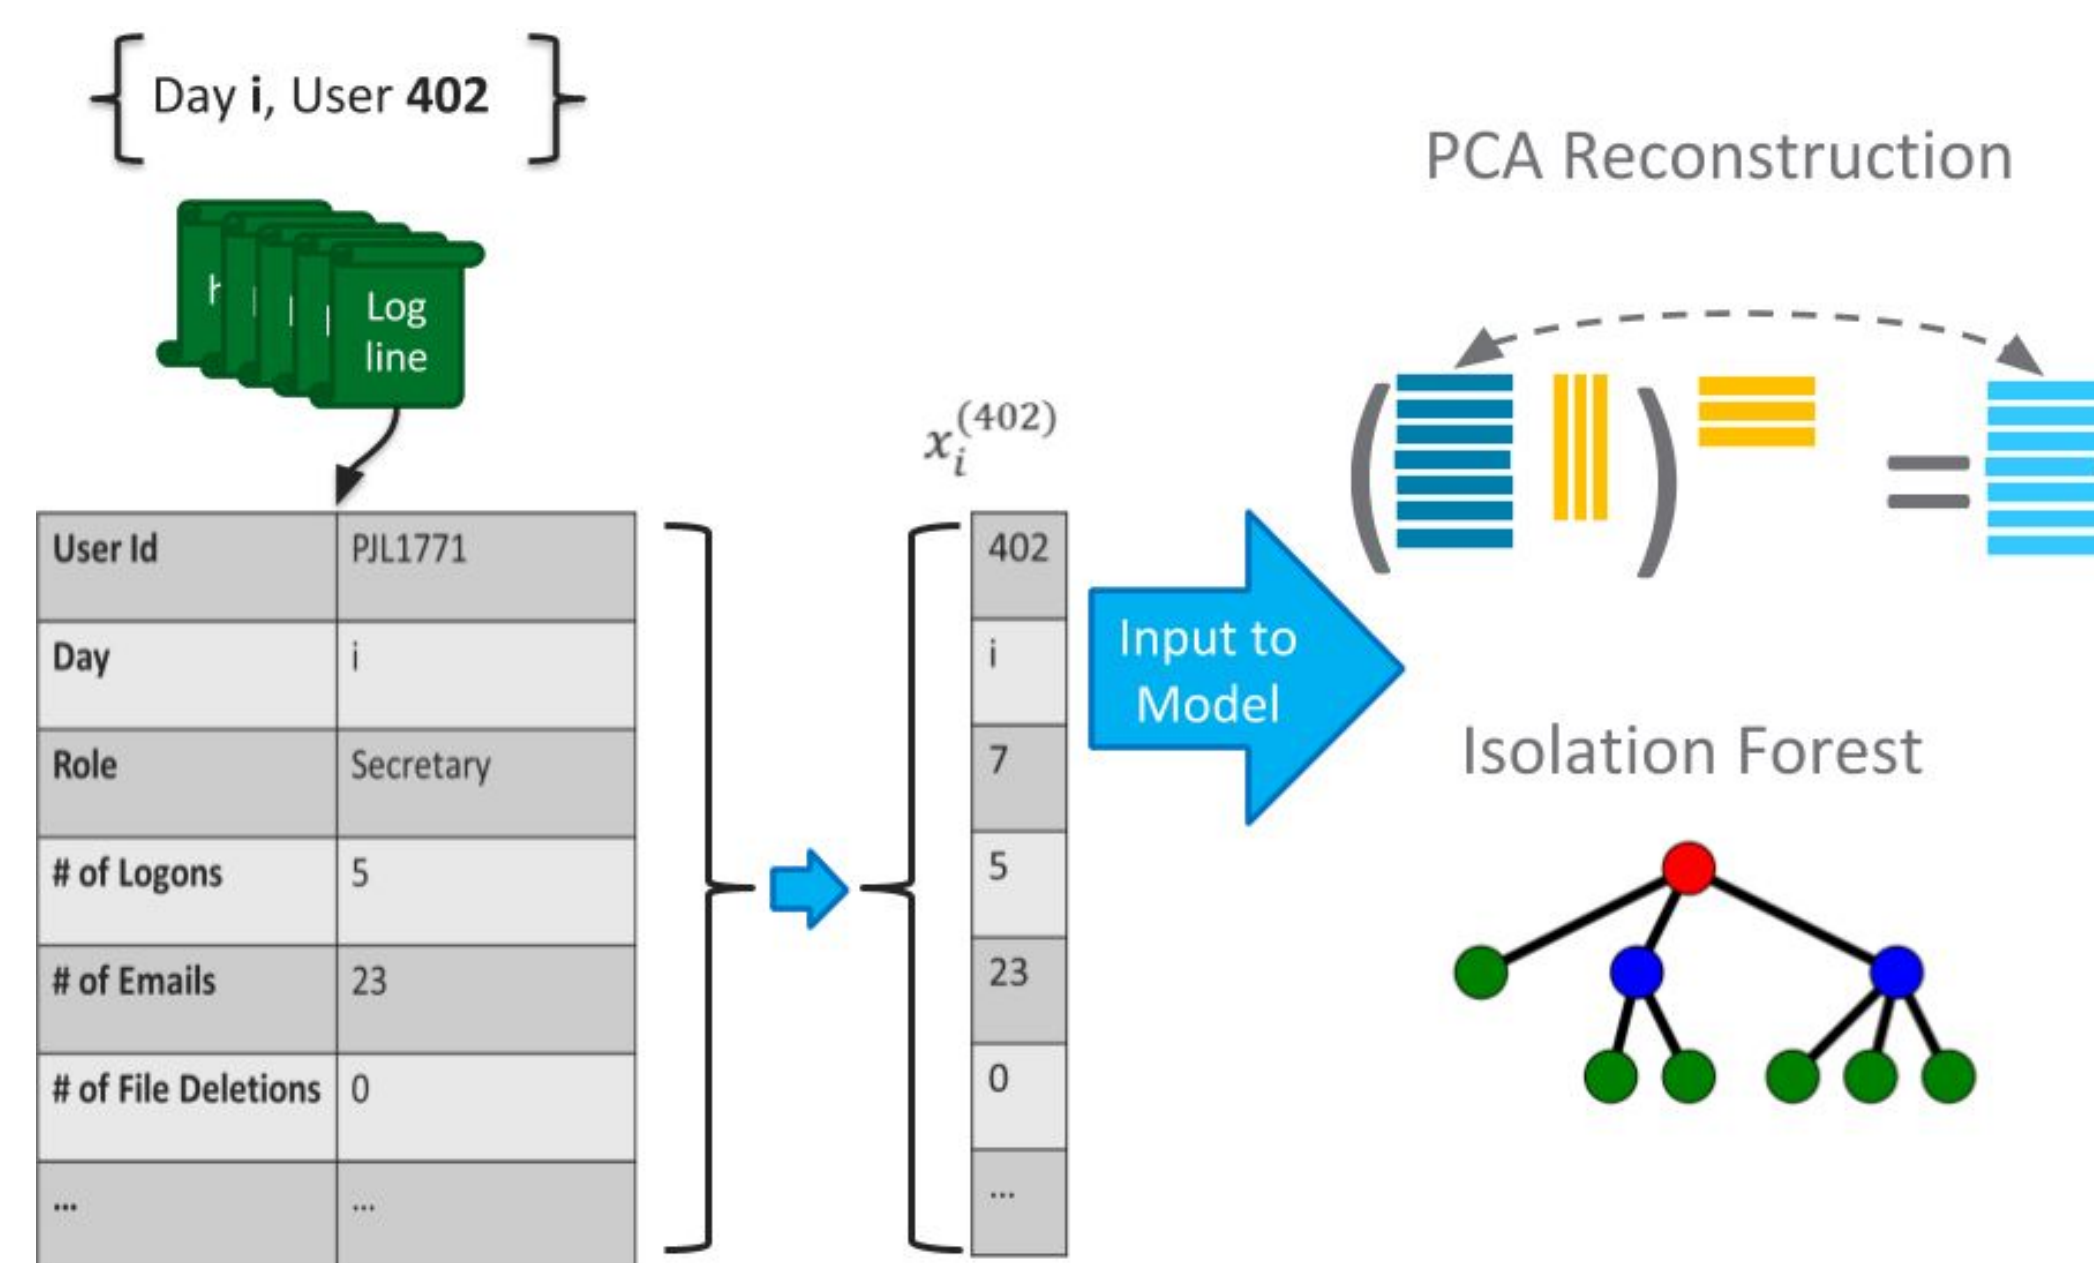 Day i, User 402
Log
line
User Id PJL1771
Day i
Role Secretary
# of Logons 5
# of Emails 23
# of File Deletions 0
... ...
x_i^(402)
402
i
7
5
23
0
...
Input to
Model
PCA Reconstruction
( ) =
Isolation Forest